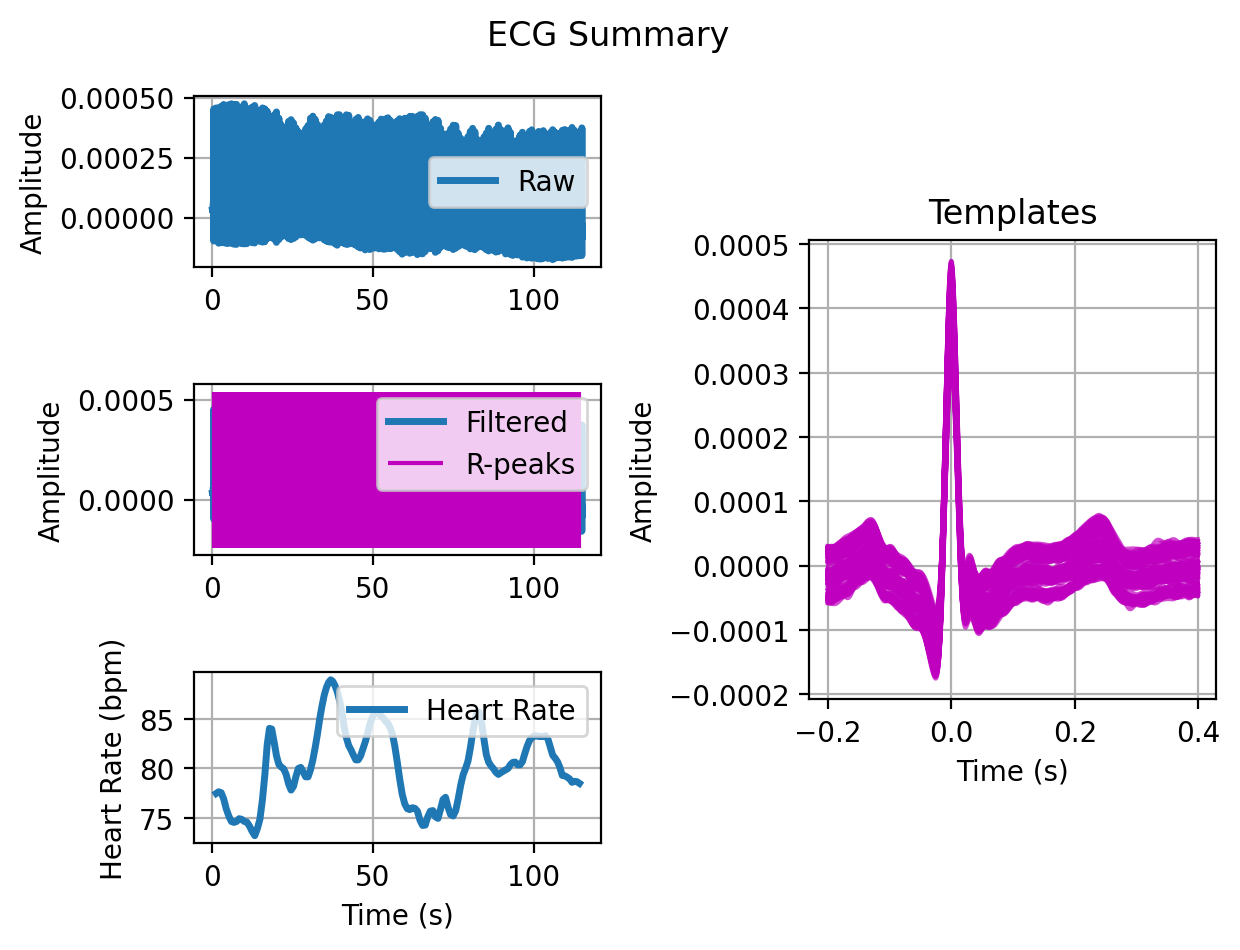 ECG Summary
0.00050
0.00025
0.00000
Amplitude
Raw
0
50
100
0.0005
0.0000
Amplitude
Filtered
R-peaks
0
50
100
85
80
75
Heart Rate (bpm)
Heart Rate
0
50
100
Time (s)
Templates
0.0005
0.0004
0.0003
0.0002
0.0001
0.0000
−0.0001
−0.0002
Amplitude
−0.2
0.0
0.2
0.4
Time (s)